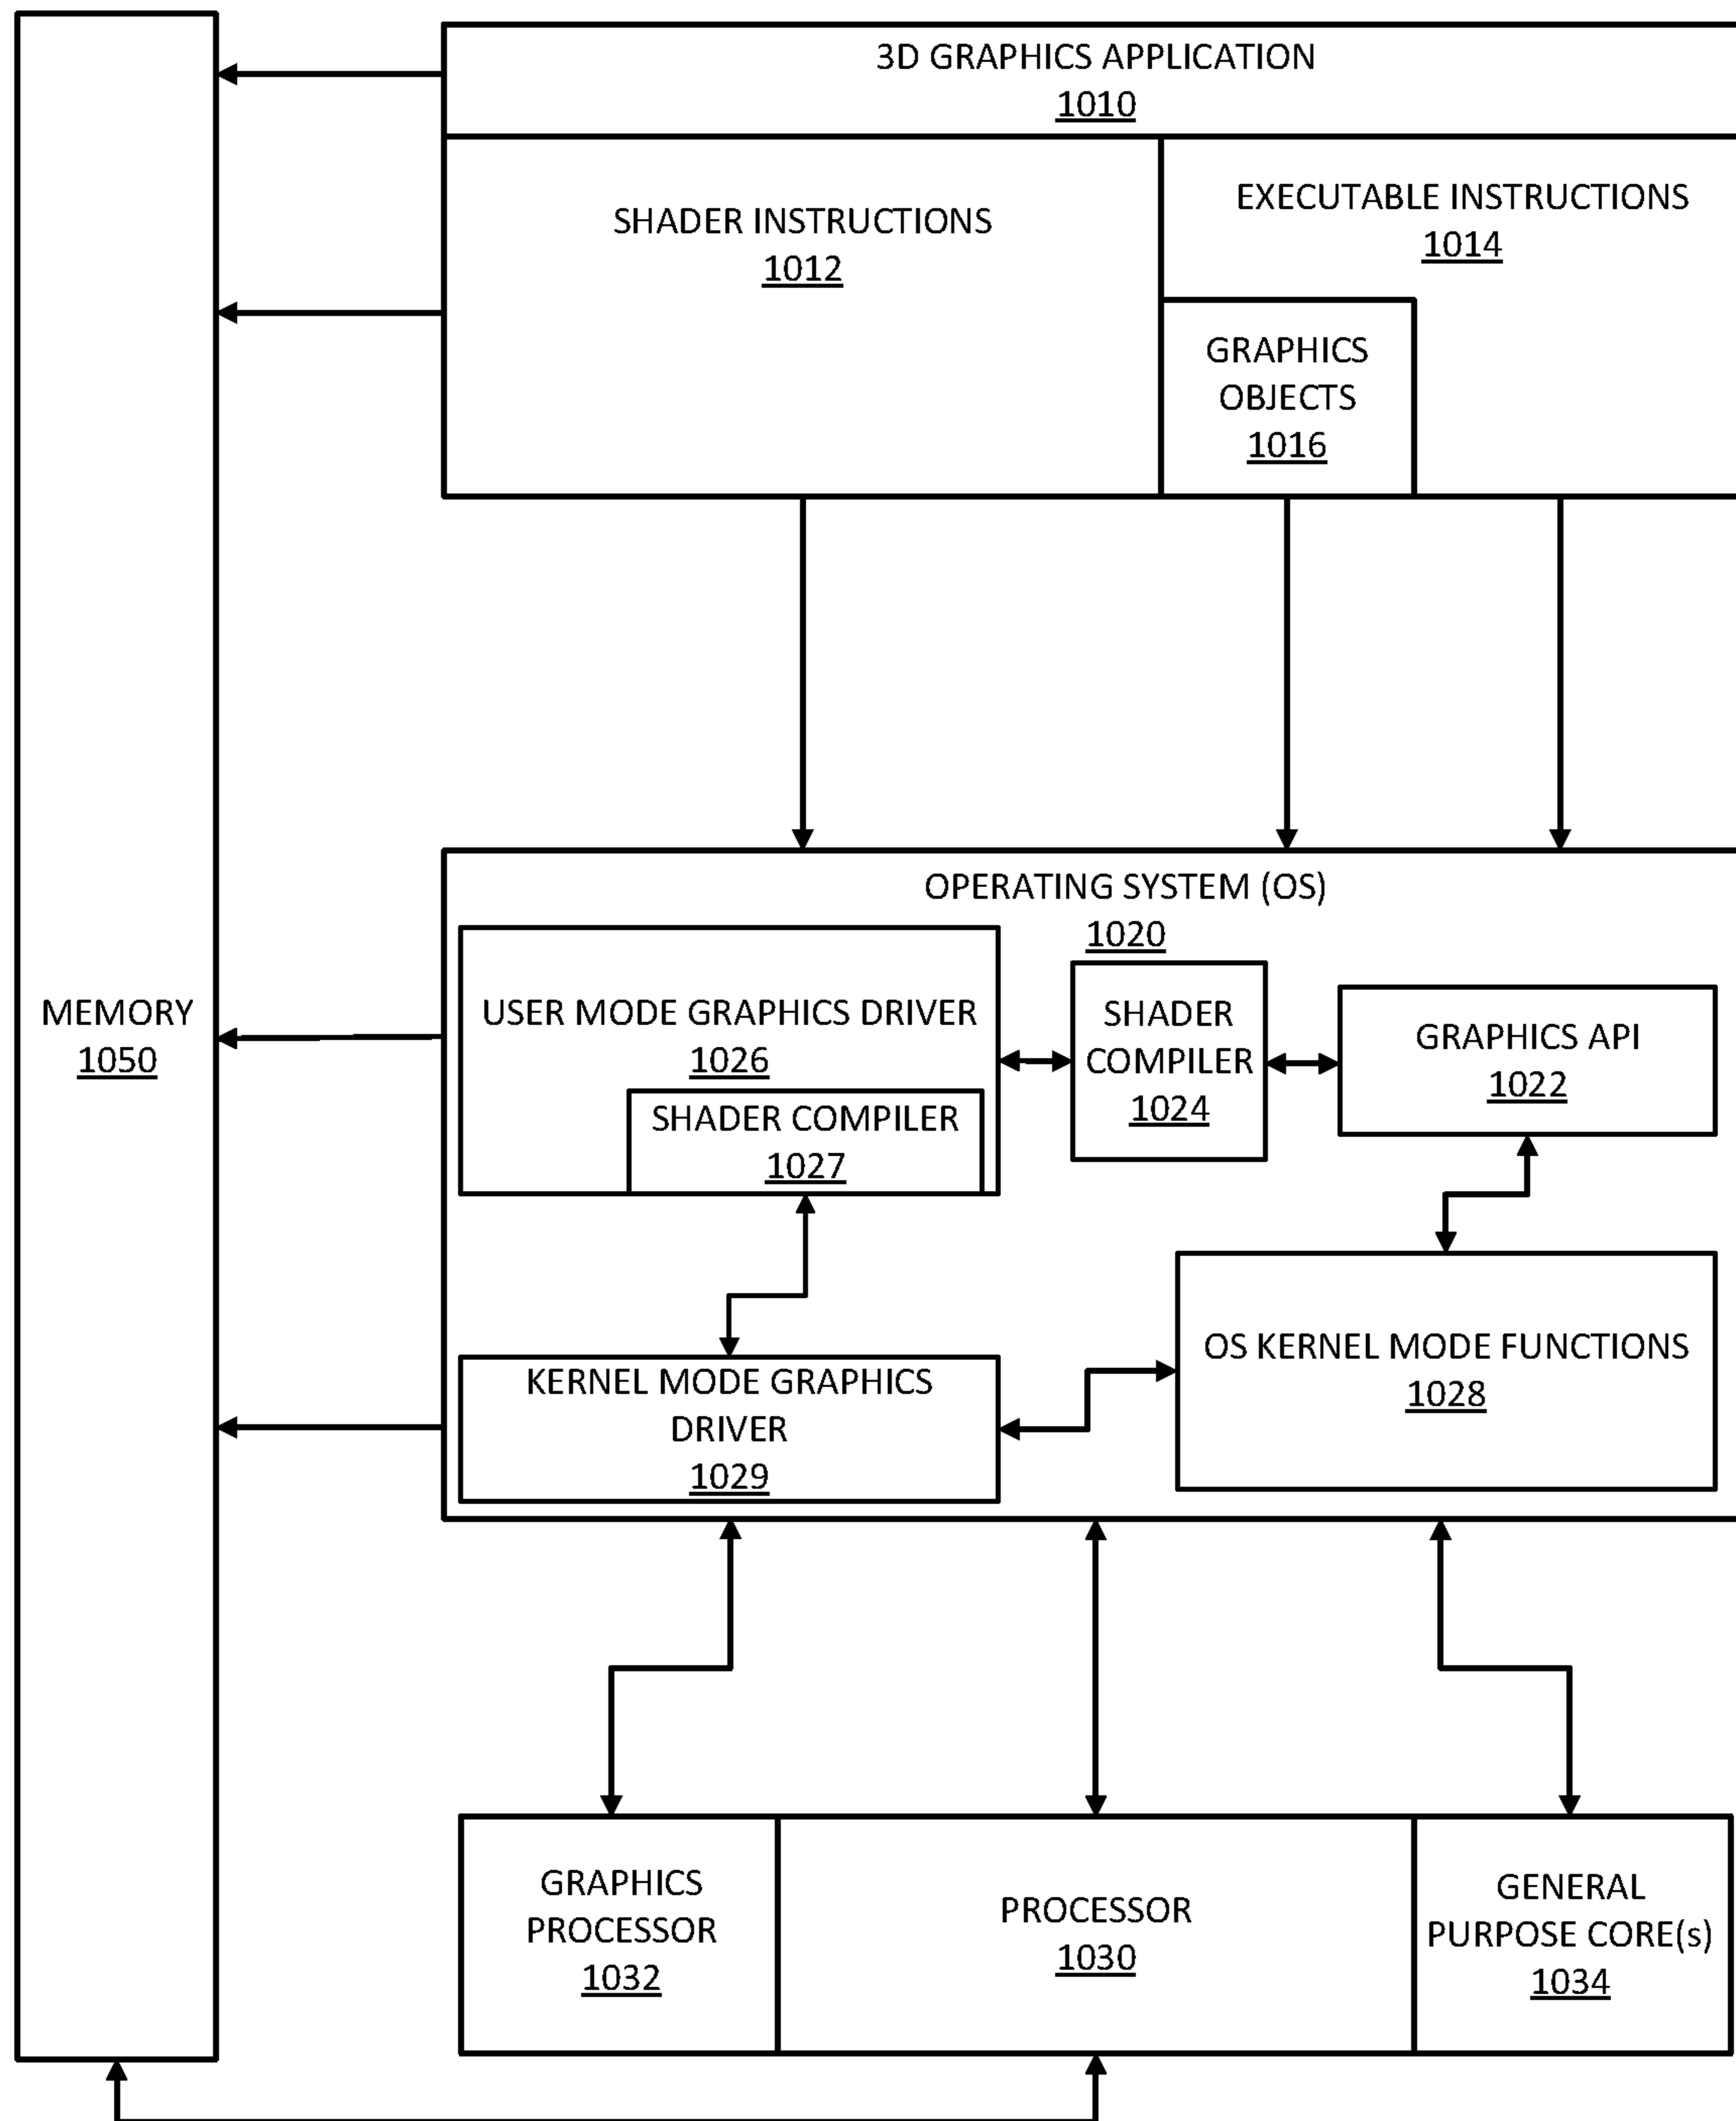 3D GRAPHICS APPLICATION
1010
SHADER INSTRUCTIONS
1012
EXECUTABLE INSTRUCTIONS
1014
GRAPHICS
OBJECTS
1016
MEMORY
1050
OPERATING SYSTEM (OS)
1020
USER MODE GRAPHICS DRIVER
1026
SHADER COMPILER
1027
SHADER
COMPILER
1024
GRAPHICS API
1022
KERNEL MODE GRAPHICS
DRIVER
1029
OS KERNEL MODE FUNCTIONS
1028
GRAPHICS
PROCESSOR
1032
PROCESSOR
1030
GENERAL
PURPOSE CORE(s)
1034